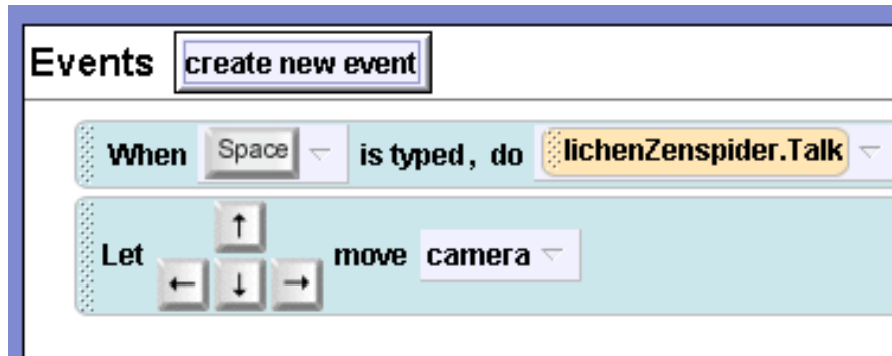 Events create new event
When Space is typed, do lichenZenspider.Talk
↑
Let ← ↓ → move camera